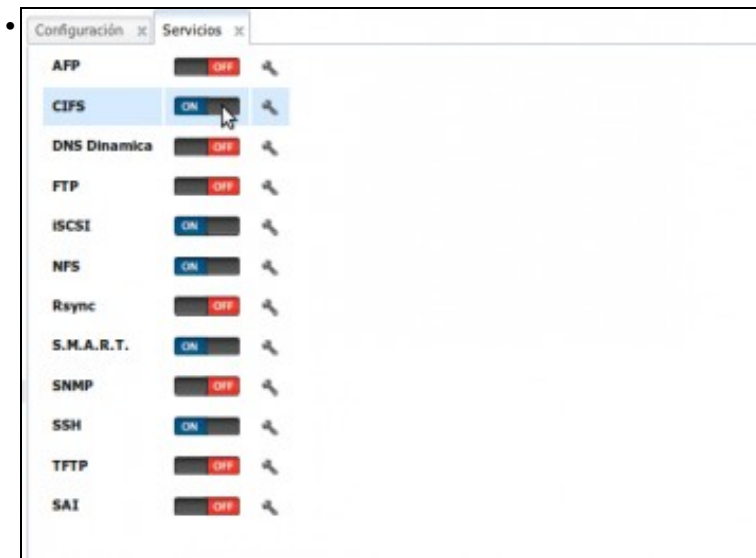 Configuración x Servicios x
AFP OFF
CIFS ON
DNS Dinamica OFF
FTP OFF
iSCSI ON
NFS ON
Rsync OFF
S.M.A.R.T. ON
SNMP OFF
SSH ON
TFTP OFF
SAI OFF